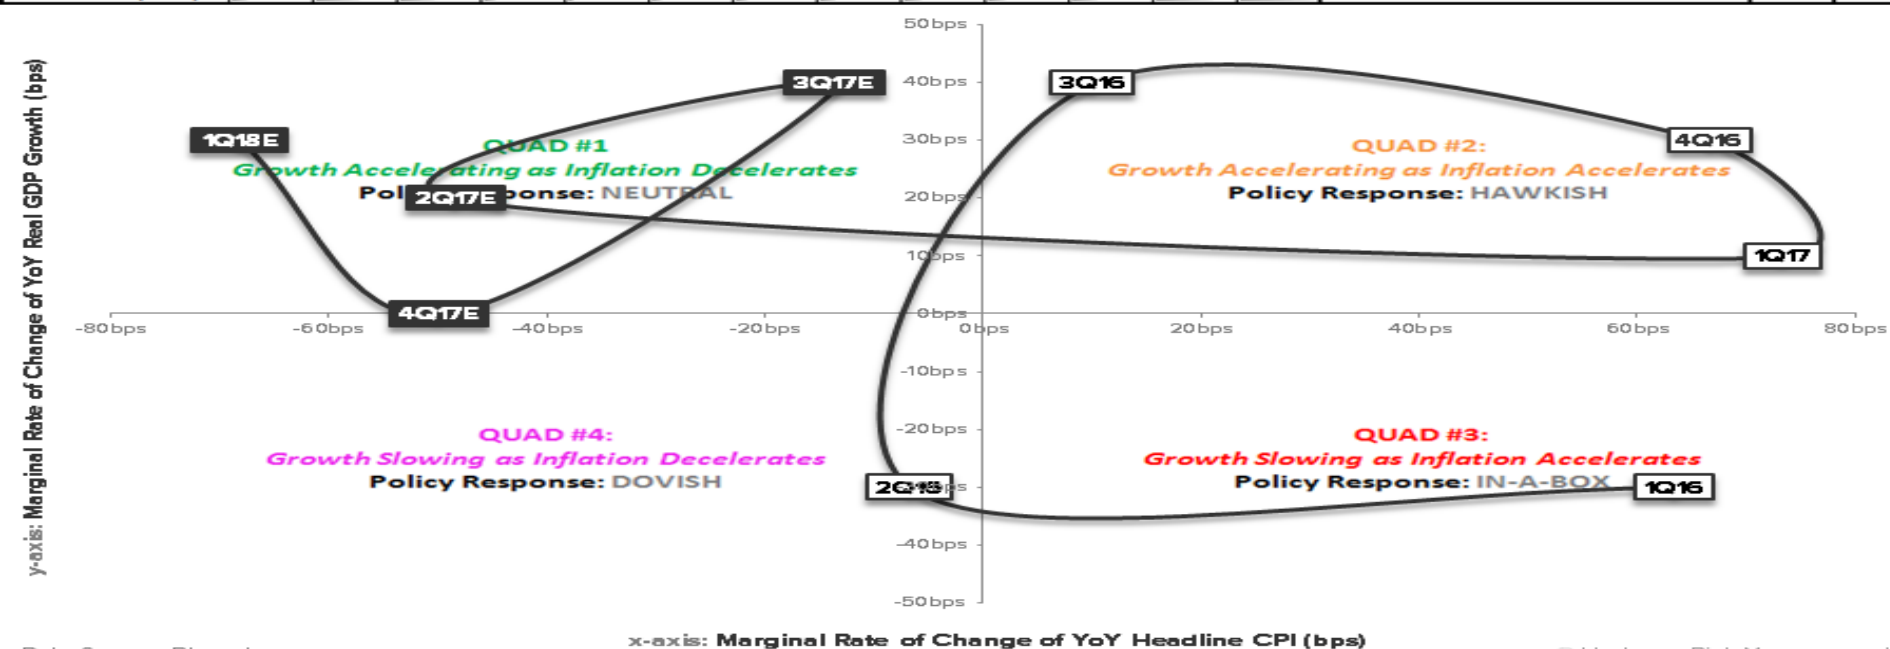 50bps
y-axis: Marginal Rate of Change of YoY Real GDP Growth (bps)
3Q17E
40bps
3Q16
1Q18E
30bps
4Q16
QUAD #1
Growth Accelerating as Inflation Decelerates
Policy Response: NEUTRAL
2Q17E
QUAD #2:
Growth Accelerating as Inflation Accelerates
Policy Response: HAWKISH
20bps
10bps
1Q17
4Q17E
0bps
-80bps -60bps -40bps -20bps 0bps 20bps 40bps 60bps 80bps
-10bps
-20bps
QUAD #4:
Growth Slowing as Inflation Decelerates
Policy Response: DOVISH
QUAD #3:
Growth Slowing as Inflation Accelerates
Policy Response: IN-A-BOX
1Q16
-40bps
-50bps
x-axis: Marginal Rate of Change of YoY Headline CPI (bps)